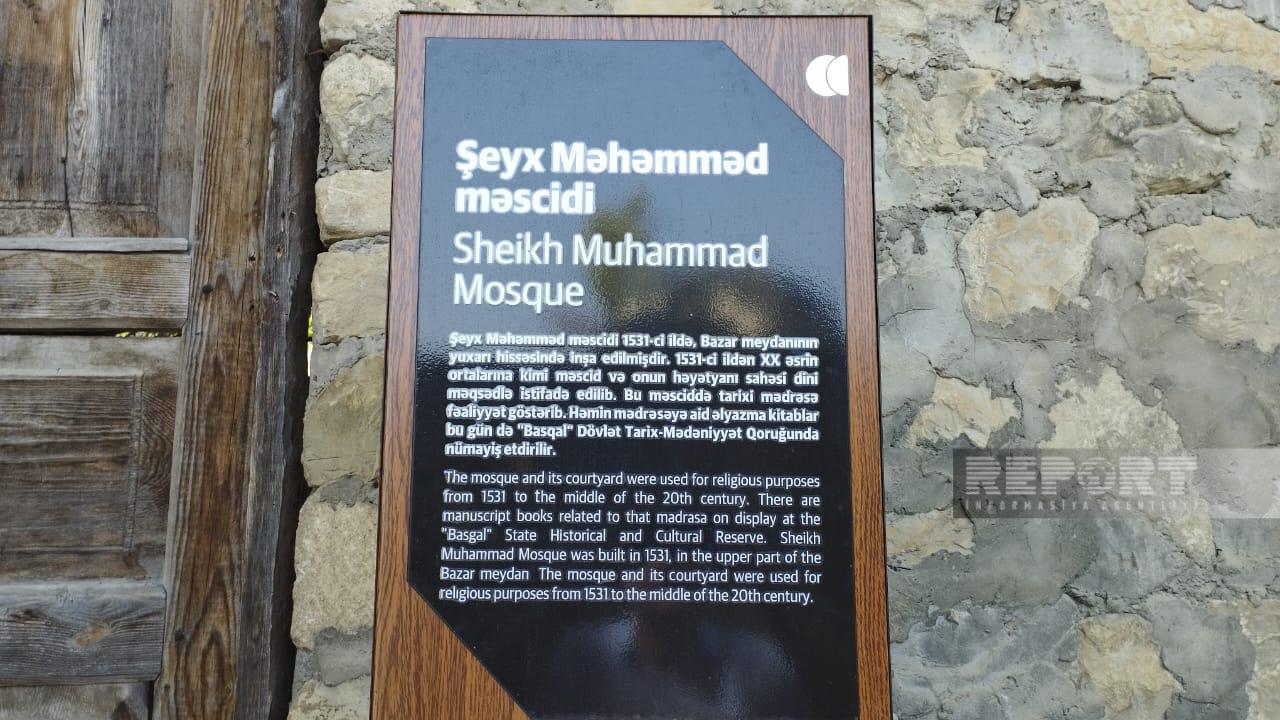 Şeyx Məhəmməd
məscidi
Sheikh Muhammad
Mosque
Şeyx Məhəmməd məscidi 1531-ci ildə, Bazar meydanının
yuxarı hissəsində inşa edilmişdir. 1531-ci ildən XX əsrin
ortalarına kimi məscid və onun həyətyanı sahəsi dini
məqsədlə istifadə edilib. Bu məsciddə tarixi mədrəsə
fəaliyyət göstərib. Həmin mədrəsəyə aid əlyazma kitablar
bu gün də "Basqal" Dövlət Tarix-Mədəniyyət Qoruğunda
nümayiş etdirilir.
The mosque and its courtyard were used for religious purposes
from 1531 to the middle of the 20th century. There are
manuscript books related to that madrasa on display at the
"Basgal" State Historical and Cultural Reserve. Sheikh
Muhammad Mosque was built in 1531, in the upper part of the
Bazar meydan The mosque and its courtyard were used for
religious purposes from 1531 to the middle of the 20th century.
REPORT
İNFORMASİYA AGENTLİYİ